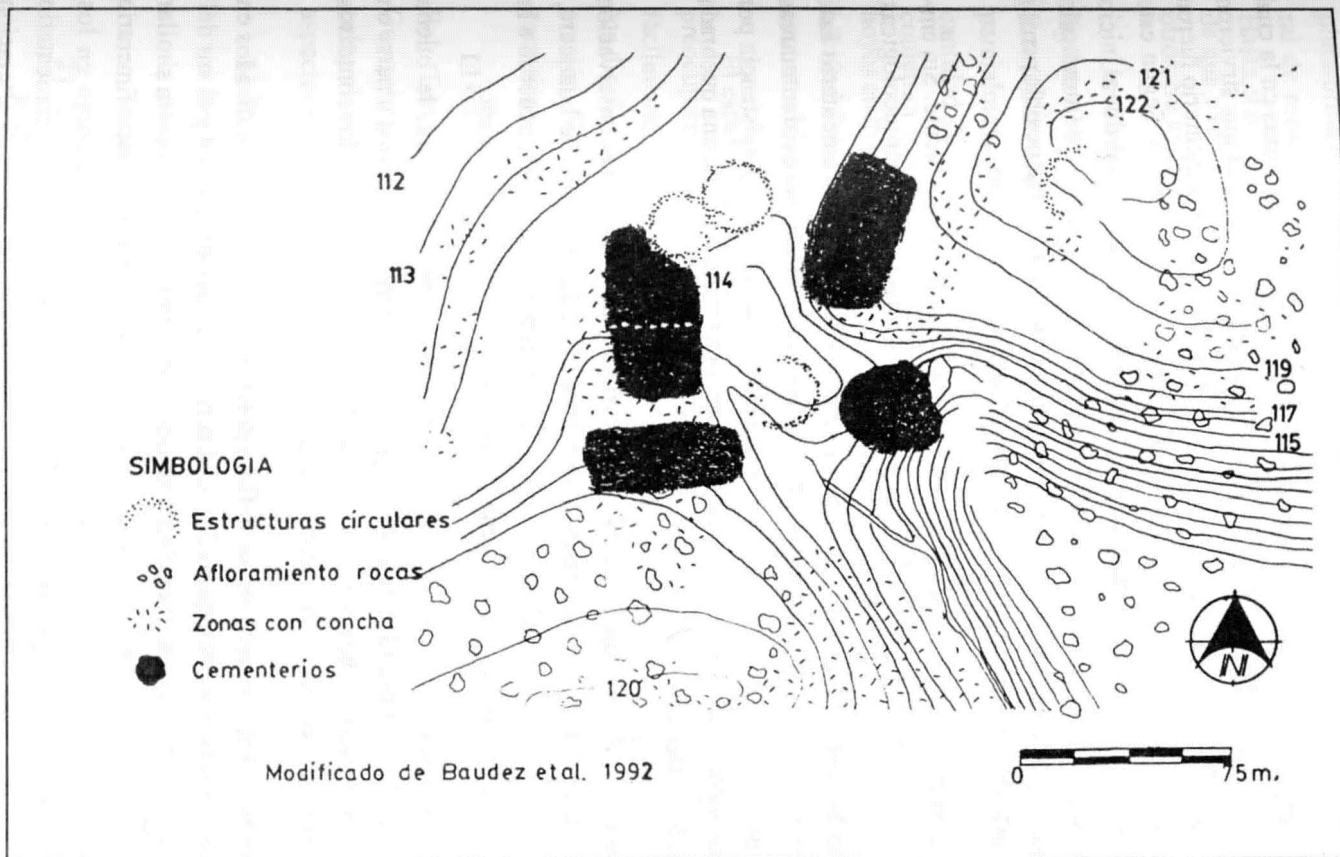 121
122
112
113
114
119
117
115
SIMBOLOGIA
Estructuras circulares
Afloramiento rocas
Zonas con concha
Cementerios
120
N
Modificado de Baudez et al. 1992
0 75 m.